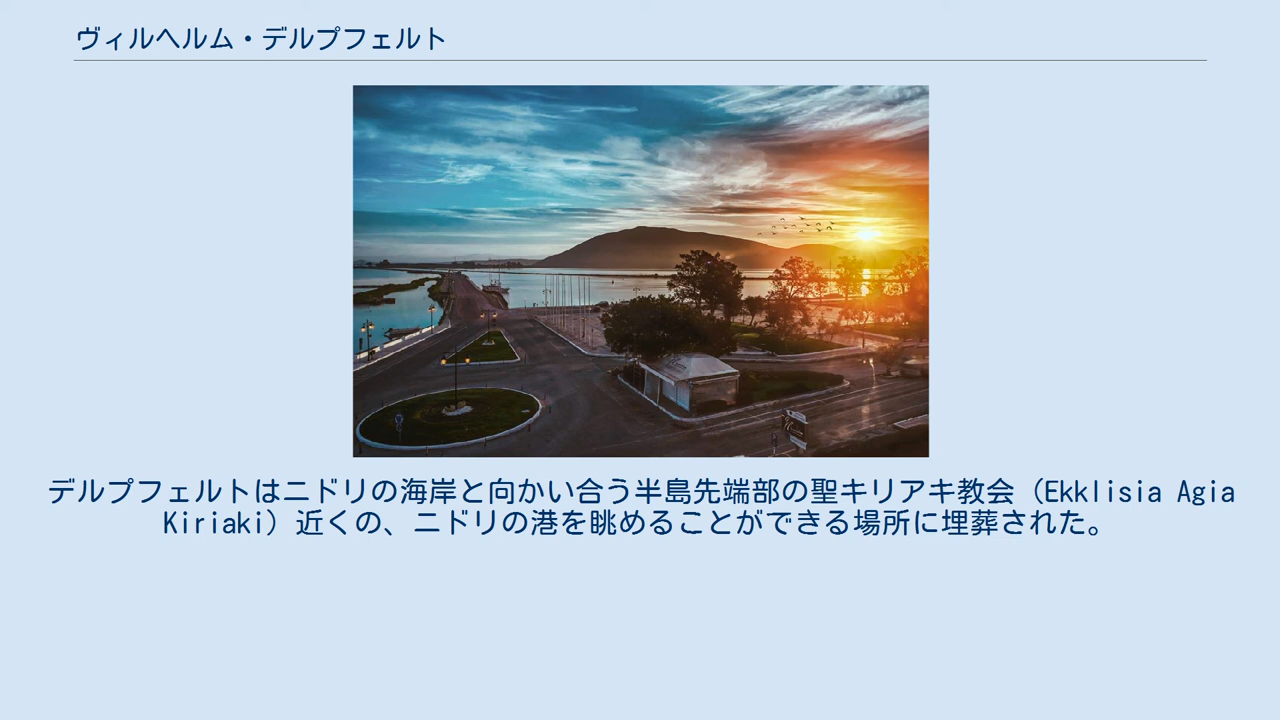 ヴィルヘルム・デルプフェルト
デルプフェルトはニドリの海岸と向かい合う半島先端部の聖キリアキ教会（Ekklisia Agia
Kiriaki）近くの、ニドリの港を眺めることができる場所に埋葬された。